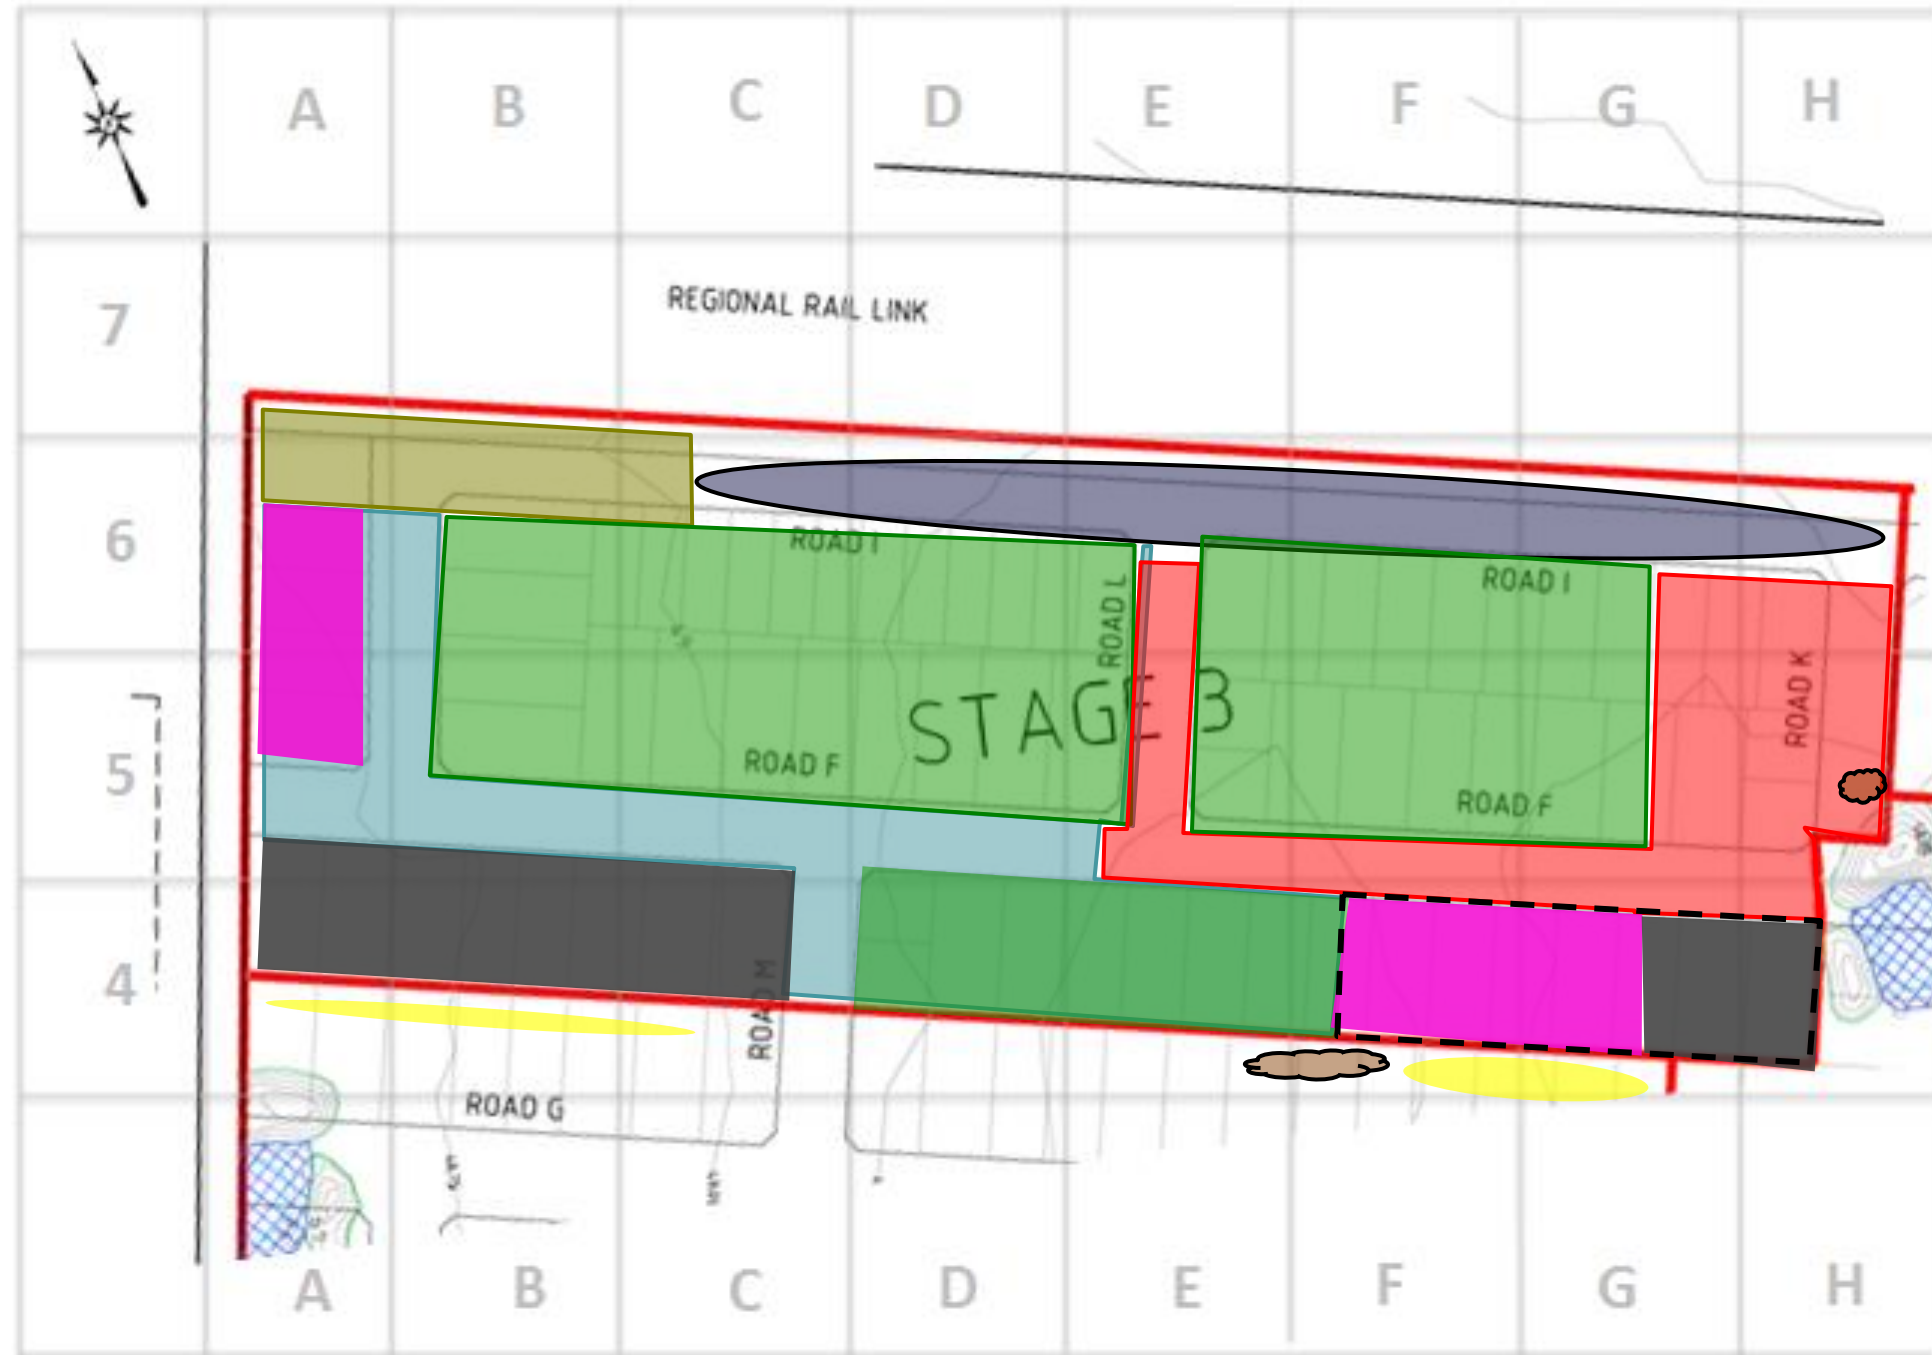 A B C D E F G H
7
REGIONAL RAIL LINK
6
ROAD I
ROAD I
ROAD L
ROAD K
STAGE 3
5
ROAD F
ROAD F
4
ROAD M
ROAD G
A B C D E F G H